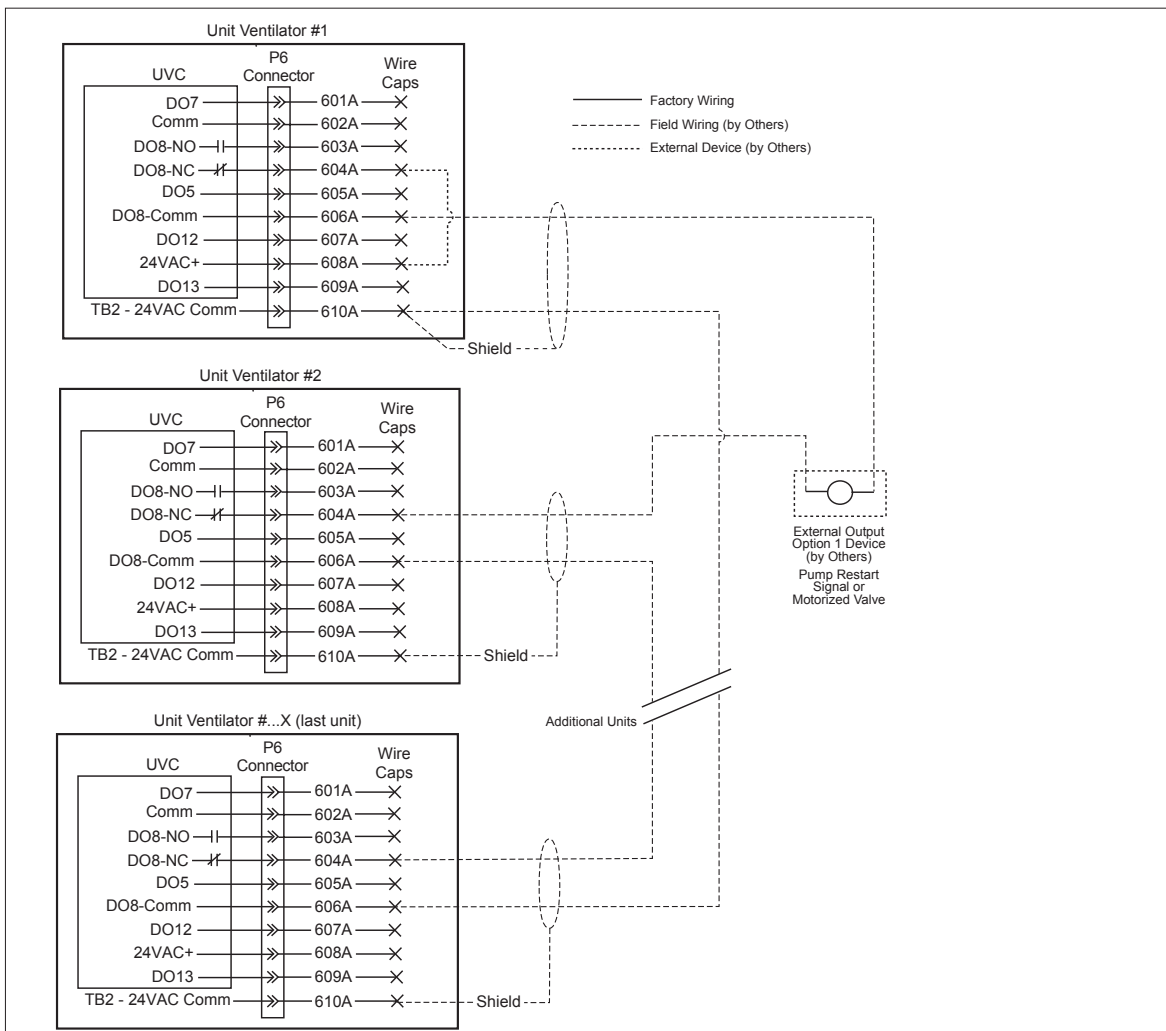 Unit Ventilator #1
P6
Connector
Wire
Caps
UVC
DO7
601A
Comm
602A
DO8-NO
603A
DO8-NC
604A
DO5
605A
DO8-Comm
606A
DO12
607A
24VAC+
608A
DO13
609A
TB2 - 24VAC Comm
610A
Shield
Factory Wiring
Field Wiring (by Others)
External Device (by Others)
Unit Ventilator #2
P6
Connector
Wire
Caps
UVC
DO7
601A
Comm
602A
DO8-NO
603A
DO8-NC
604A
DO5
605A
DO8-Comm
606A
DO12
607A
24VAC+
608A
DO13
609A
TB2 - 24VAC Comm
610A
Shield
External Output
Option 1 Device
(by Others)
Pump Restart
Signal or
Motorized Valve
Additional Units
Unit Ventilator #...X (last unit)
P6
Connector
Wire
Caps
UVC
DO7
601A
Comm
602A
DO8-NO
603A
DO8-NC
604A
DO5
605A
DO8-Comm
606A
DO12
607A
24VAC+
608A
DO13
609A
TB2 - 24VAC Comm
610A
Shield